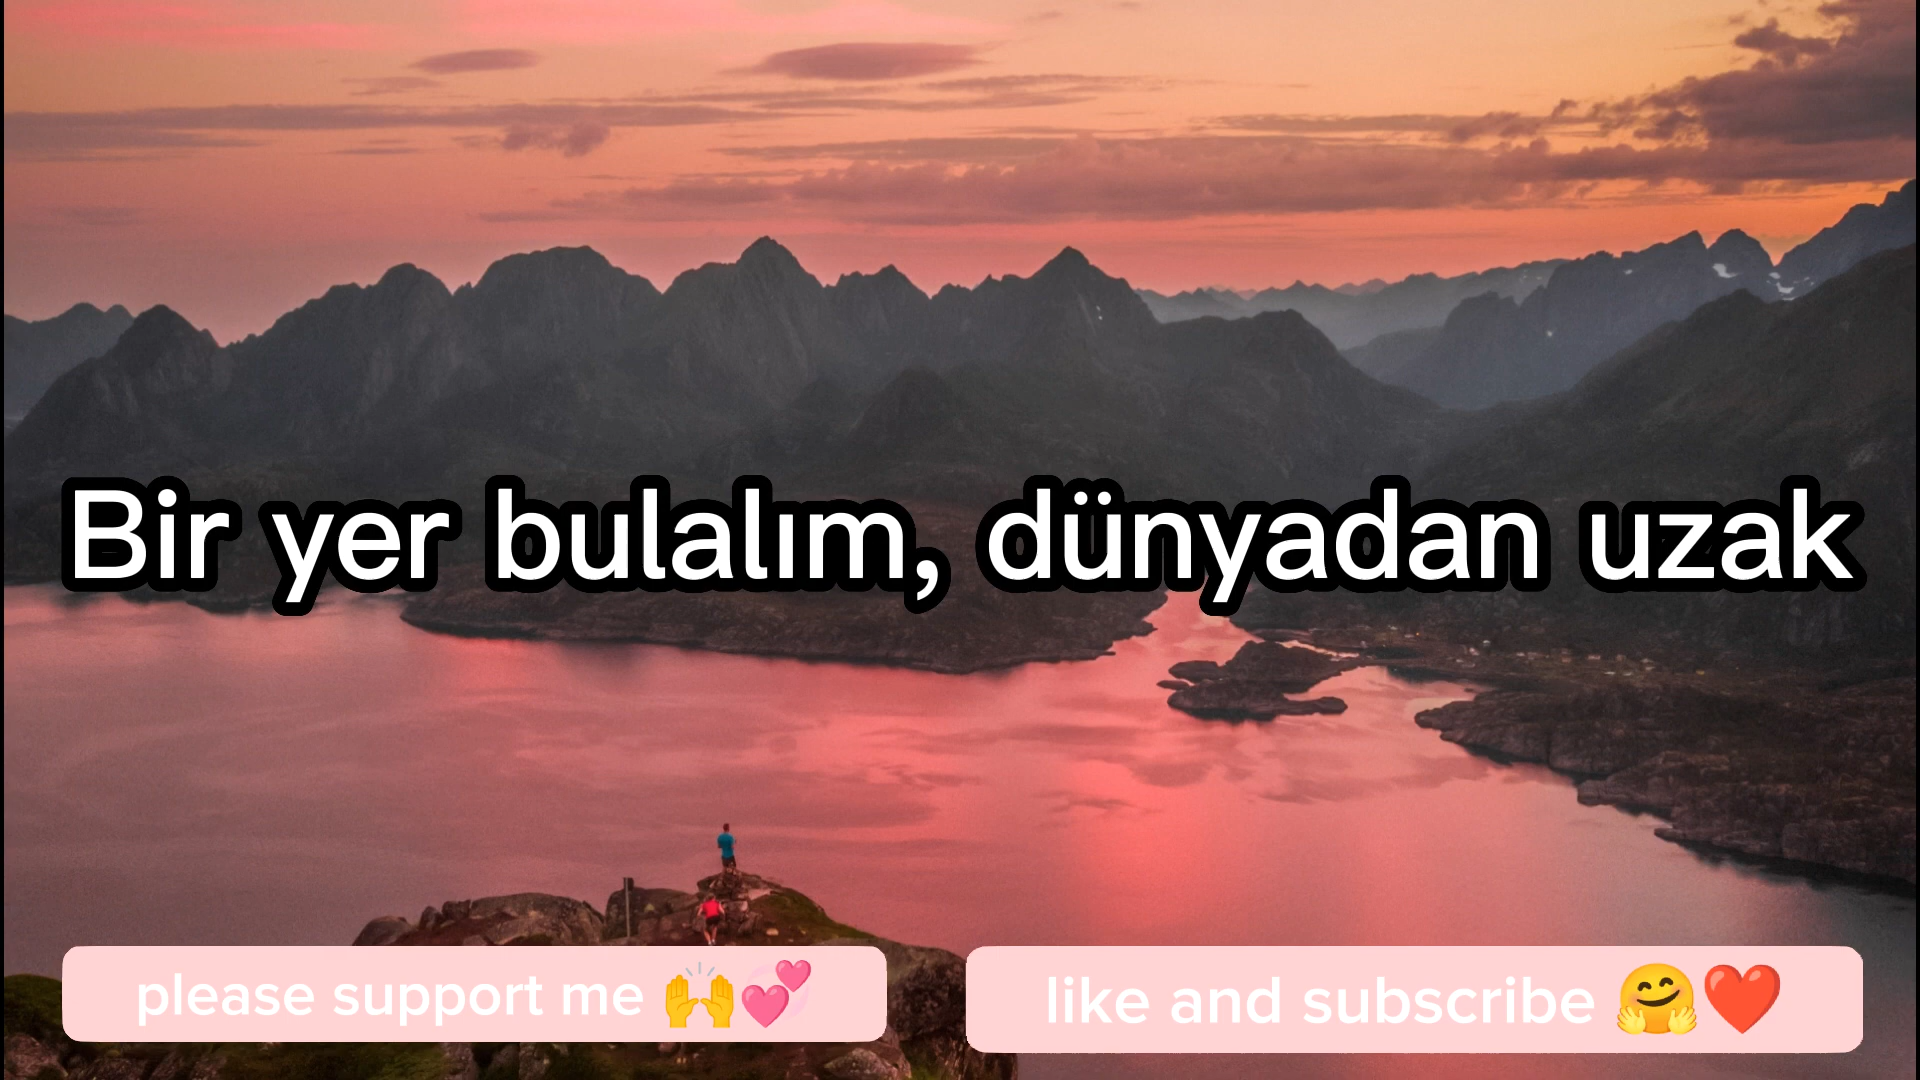 Bir yer bulalım, dünyadan uzak
please support me 🙌💕
like and subscribe 🤗❤️